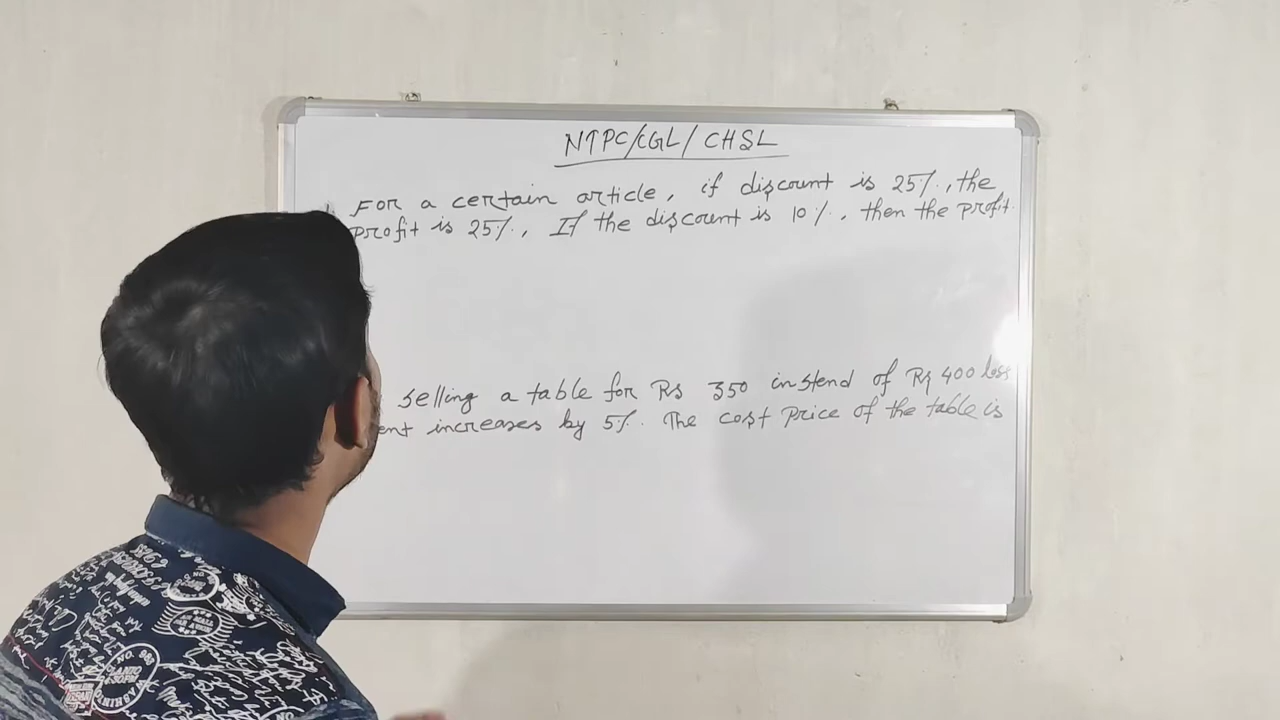 NTPC/CGL/ CHSL
For a certain article, if discount is 25%, the
profit is 25%, If the discount is 10%, then the profit
selling a table for Rs 350 instend of Rs 400 loss
ent increases by 5%. The cost price of the table is